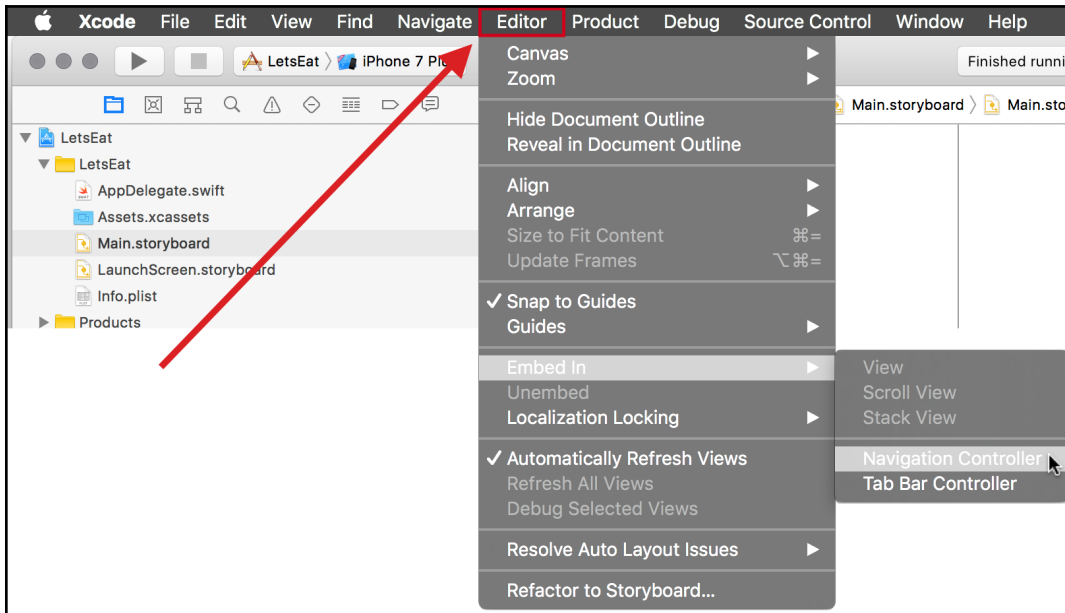 Xcode File Edit View Find Navigate Editor Product Debug Source Control Window Help
LetsEat 〉 iPhone 7 Pl
Finished runni
Main.storyboard 〉 Main.sto
LetsEat
LetsEat
AppDelegate.swift
Assets.xcassets
Main.storyboard
LaunchScreen.storyboard
Info.plist
Products
Canvas ▶
Zoom ▶
Hide Document Outline
Reveal in Document Outline
Align ▶
Arrange ▶
Size to Fit Content ⌘=
Update Frames ⌥⌘=
✓ Snap to Guides
Guides ▶
Embed In ▶
Unembed
Localization Locking ▶
✓ Automatically Refresh Views
Refresh All Views
Debug Selected Views
Resolve Auto Layout Issues ▶
Refactor to Storyboard...
View
Scroll View
Stack View
Navigation Controller
Tab Bar Controller